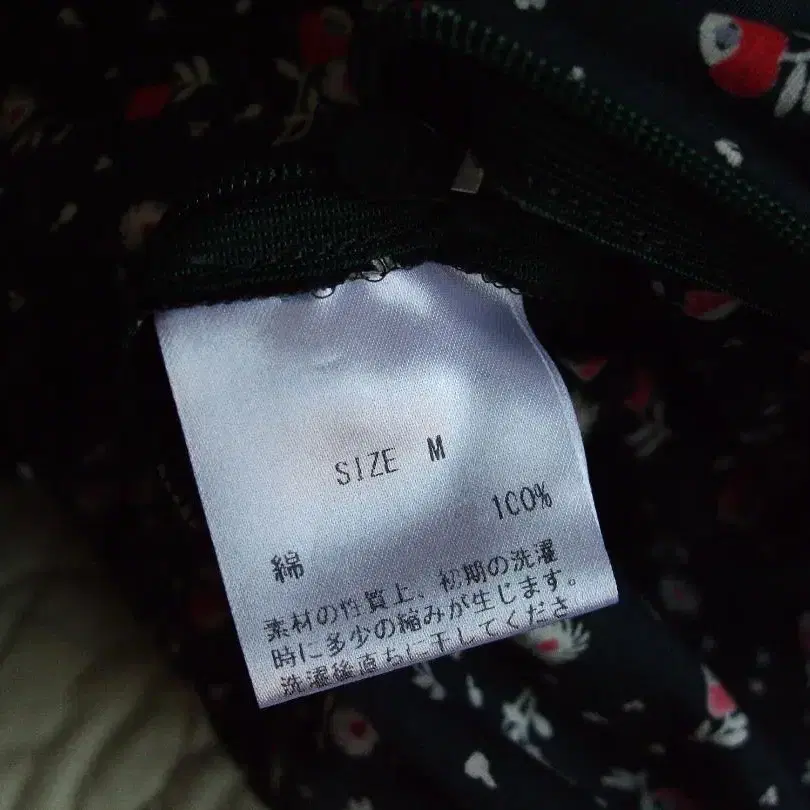 SIZE M
100%
綿
素材の性質上、初期の洗濯
時に多少の縮みが生じます。
洗濯後直ちに干してくださ